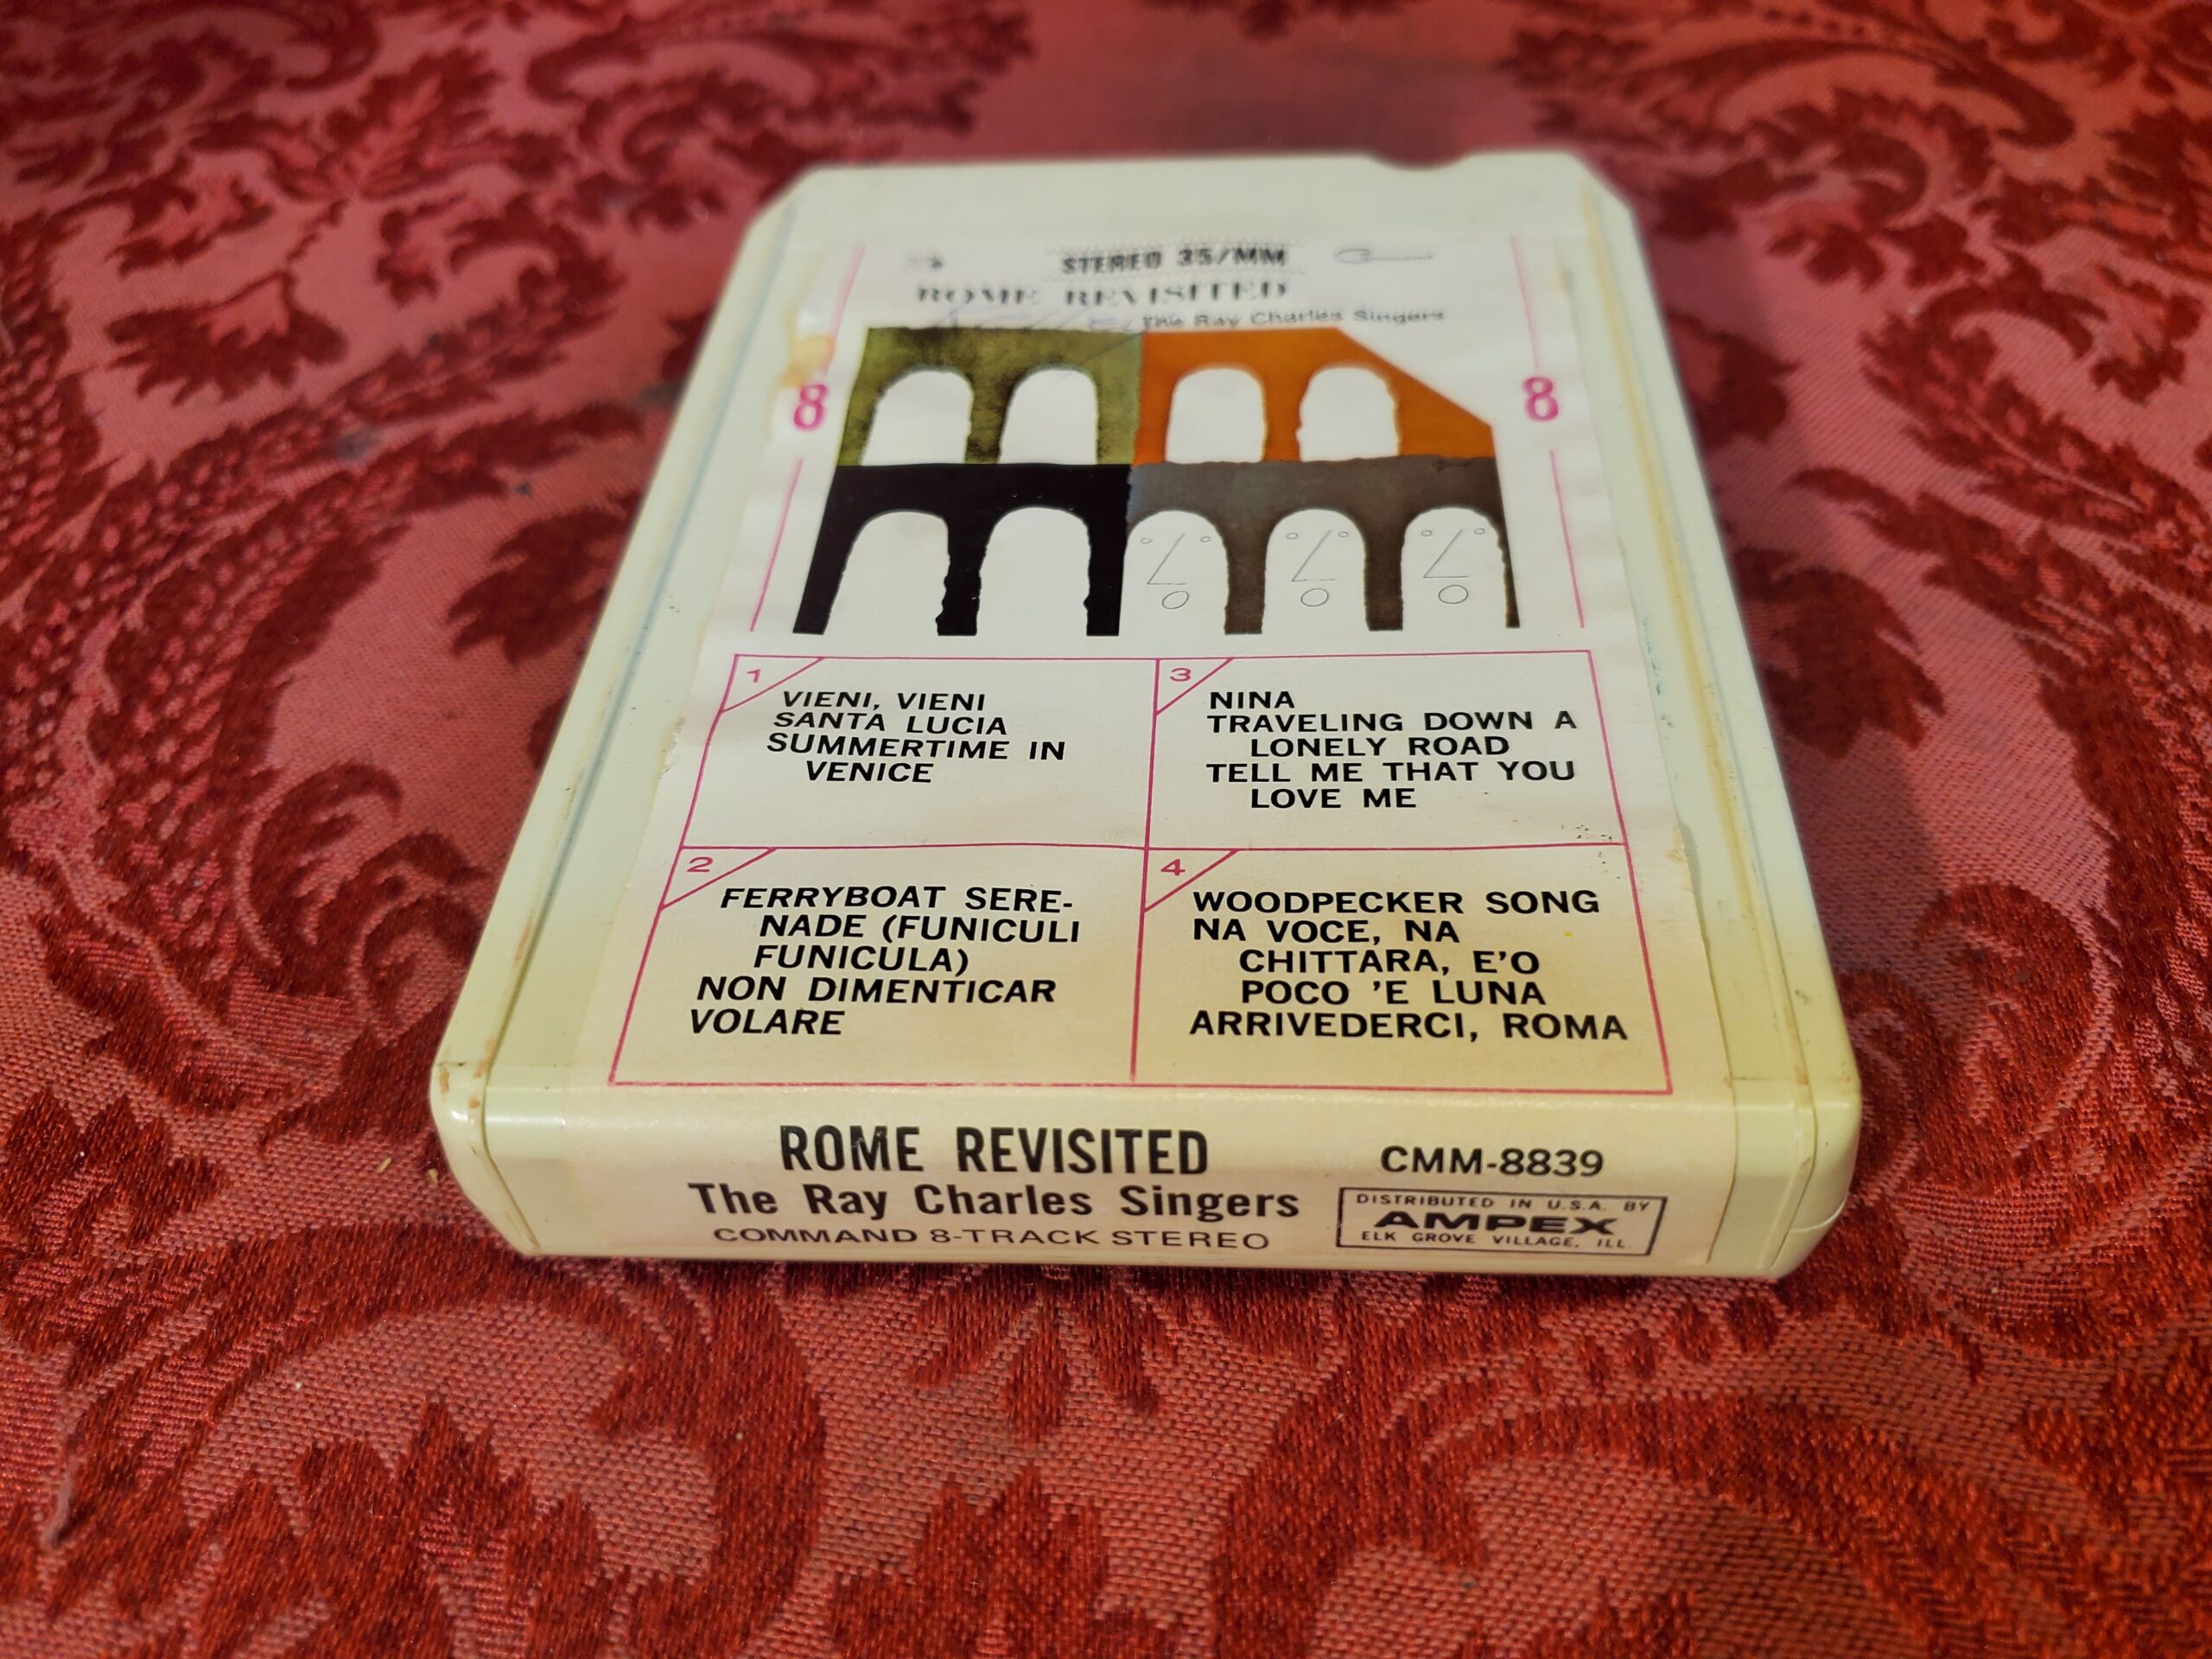 STEREO 35/MM
ROME REVISITED
The Ray Charles Singers
8
8
1
VIENI, VIENI
SANTA LUCIA
SUMMERTIME IN
VENICE
2
FERRYBOAT SERE-
NADE (FUNICULI
FUNICULA)
NON DIMENTICAR
VOLARE
3
NINA
TRAVELING DOWN A
LONELY ROAD
TELL ME THAT YOU
LOVE ME
4
WOODPECKER SONG
NA VOCE, NA
CHITTARA, E'O
POCO 'E LUNA
ARRIVEDERCI, ROMA
ROME REVISITED
The Ray Charles Singers
COMMAND 8-TRACK STEREO
CMM-8839
DISTRIBUTED IN U.S.A. BY
AMPEX
ELK GROVE VILLAGE, ILL.